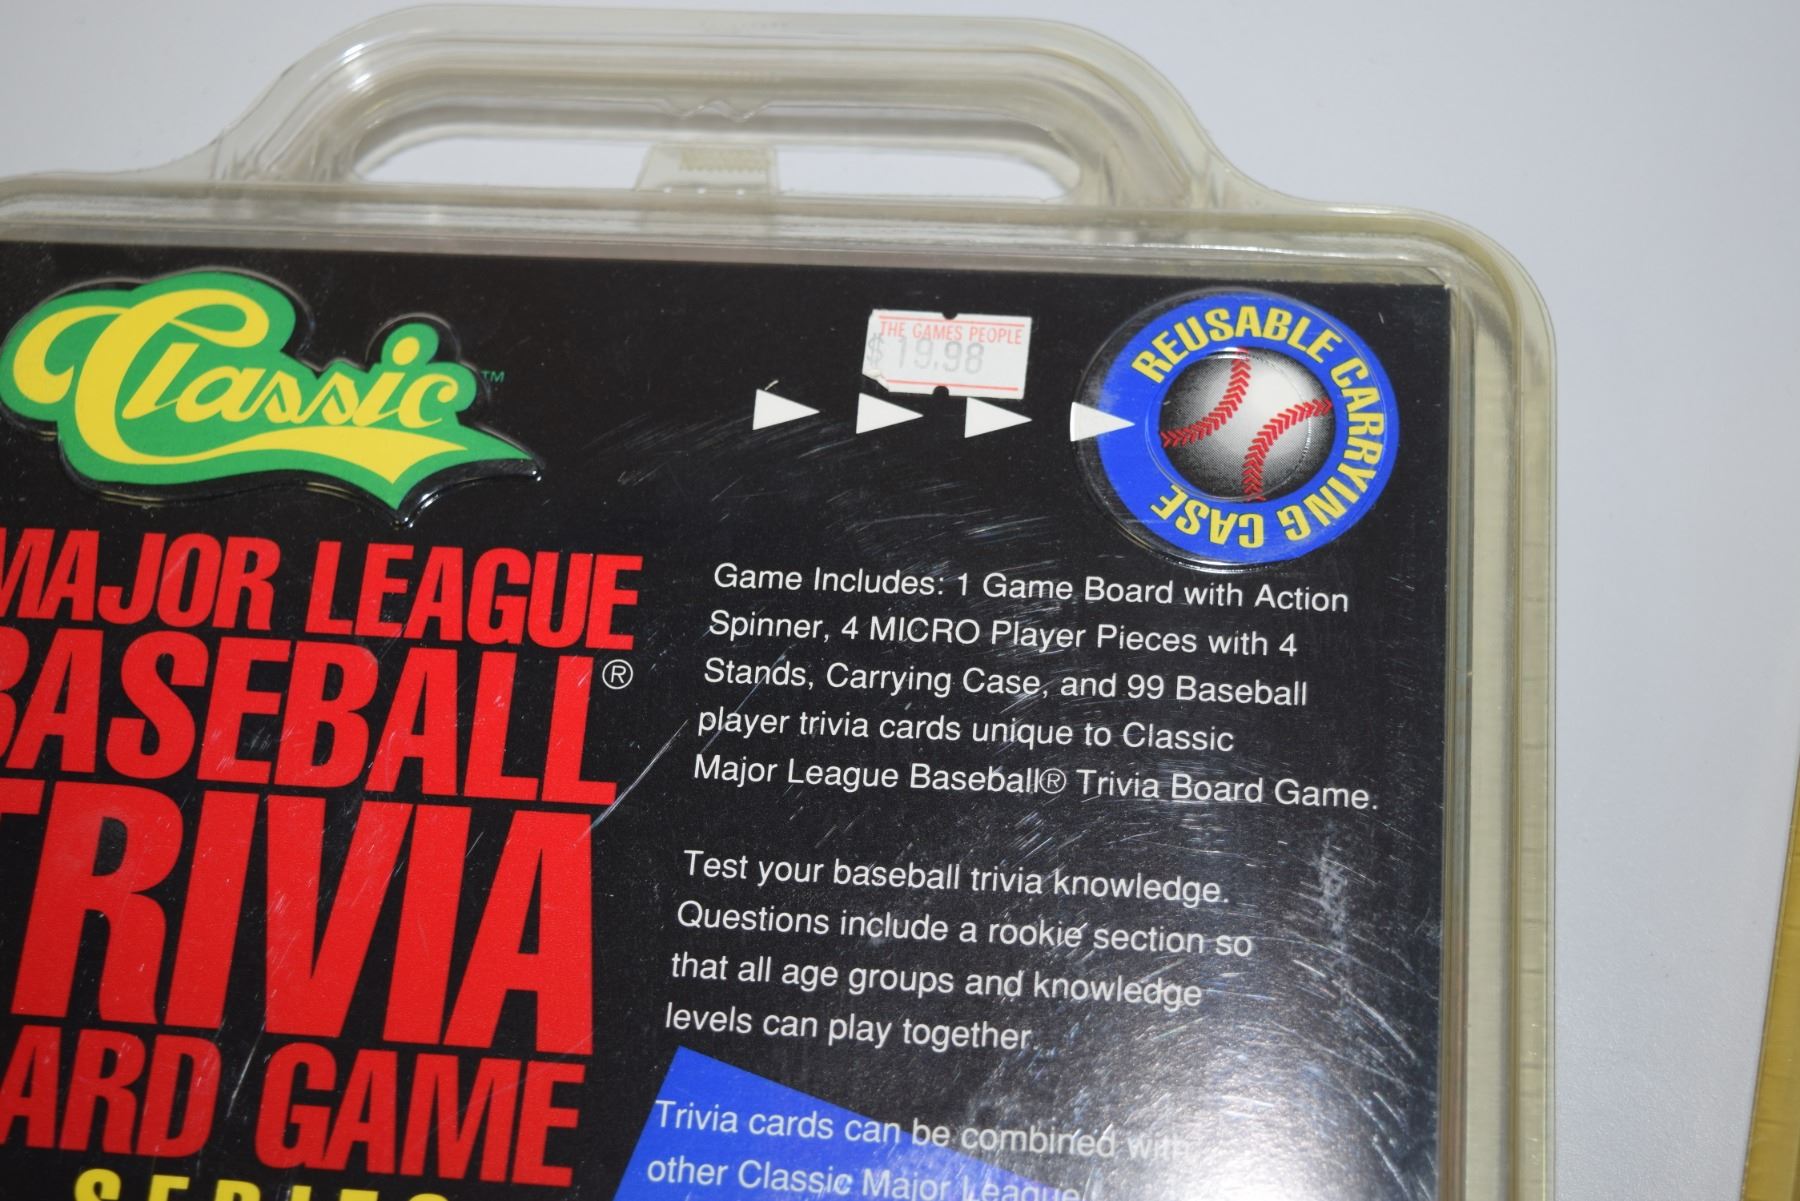 Classic™
THE GAMES PEOPLE
$19.98
REUSABLE CARRYING CASE
MAJOR LEAGUE
BASEBALL®
TRIVIA
ARD GAME
SERIES
Game Includes: 1 Game Board with Action
Spinner, 4 MICRO Player Pieces with 4
Stands, Carrying Case, and 99 Baseball
player trivia cards unique to Classic
Major League Baseball® Trivia Board Game.
Test your baseball trivia knowledge.
Questions include a rookie section so
that all age groups and knowledge
levels can play together.
Trivia cards can be combined with
other Classic Major League